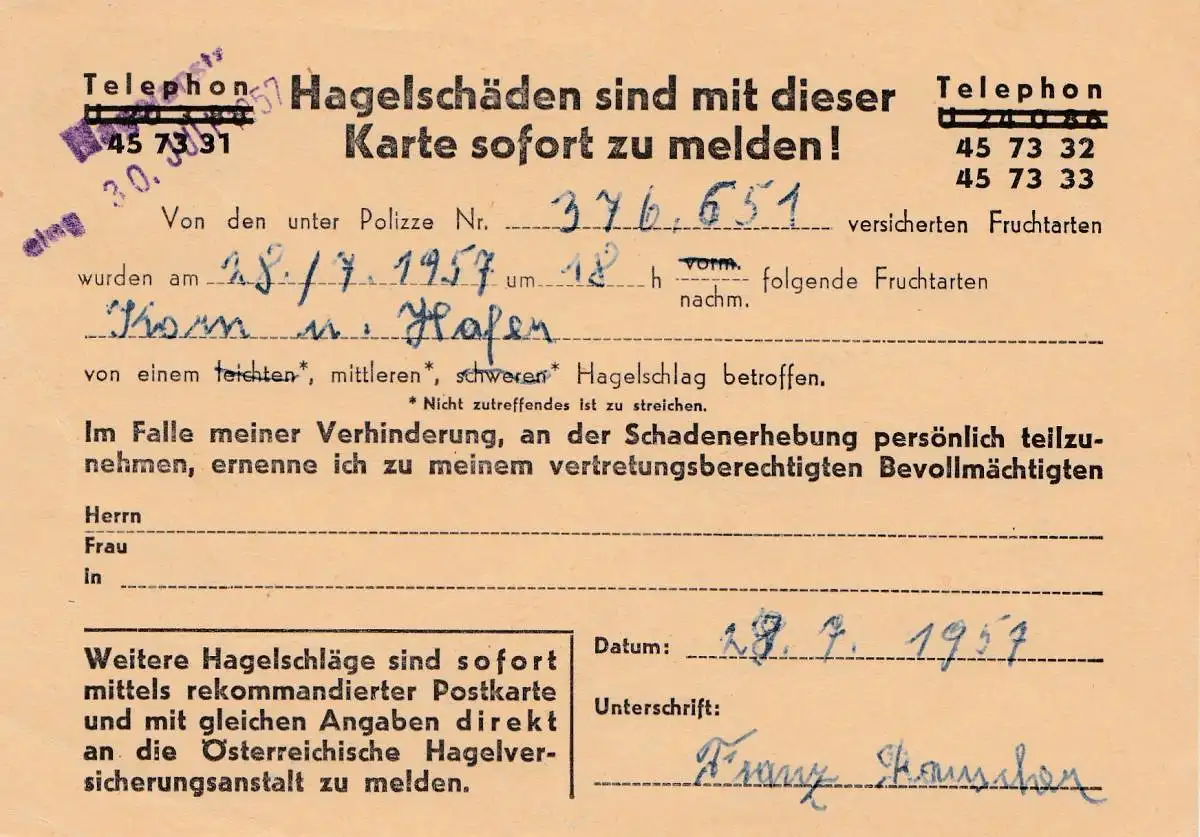 Telephon
45 73 31
30. JULI 1957
eing
Hagelschäden sind mit dieser
Karte sofort zu melden!
Telephon
U 24 0 86
45 73 32
45 73 33
Von den unter Polizze Nr. 376.651 versicherten Fruchtarten
wurden am 28./7.1957 um 18 h vorm. nachm. folgende Fruchtarten
Korn u. Hafer
von einem leichten*, mittleren*, schweren* Hagelschlag betroffen.
* Nicht zutreffendes ist zu streichen.
Im Falle meiner Verhinderung, an der Schadenerhebung persönlich teilzu-
nehmen, ernenne ich zu meinem vertretungsberechtigten Bevollmächtigten
Herrn
Frau
in
Weitere Hagelschläge sind sofort
mittels rekommandierter Postkarte
und mit gleichen Angaben direkt
an die Österreichische Hagelver-
sicherungsanstalt zu melden.
Datum: 28. 7. 1957
Unterschrift:
Franz